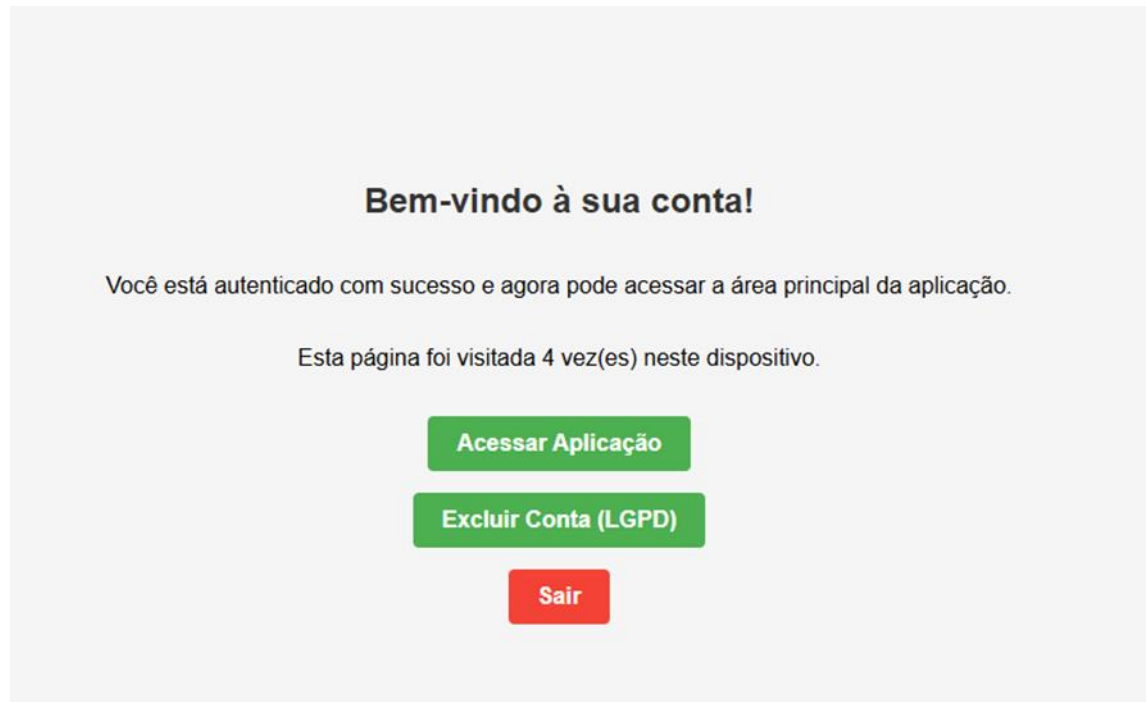 Bem-vindo à sua conta!
Você está autenticado com sucesso e agora pode acessar a área principal da aplicação.
Esta página foi visitada 4 vez(es) neste dispositivo.
Acessar Aplicação
Excluir Conta (LGPD)
Sair